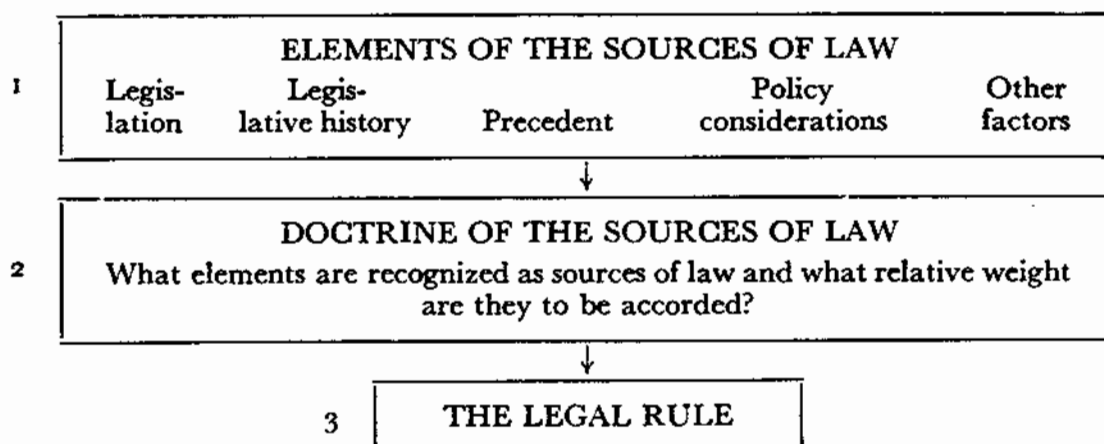 ELEMENTS OF THE SOURCES OF LAW
1 Legis- Legis- Policy Other
lation lative history Precedent considerations factors
DOCTRINE OF THE SOURCES OF LAW
2 What elements are recognized as sources of law and what relative weight
are they to be accorded?
3 THE LEGAL RULE